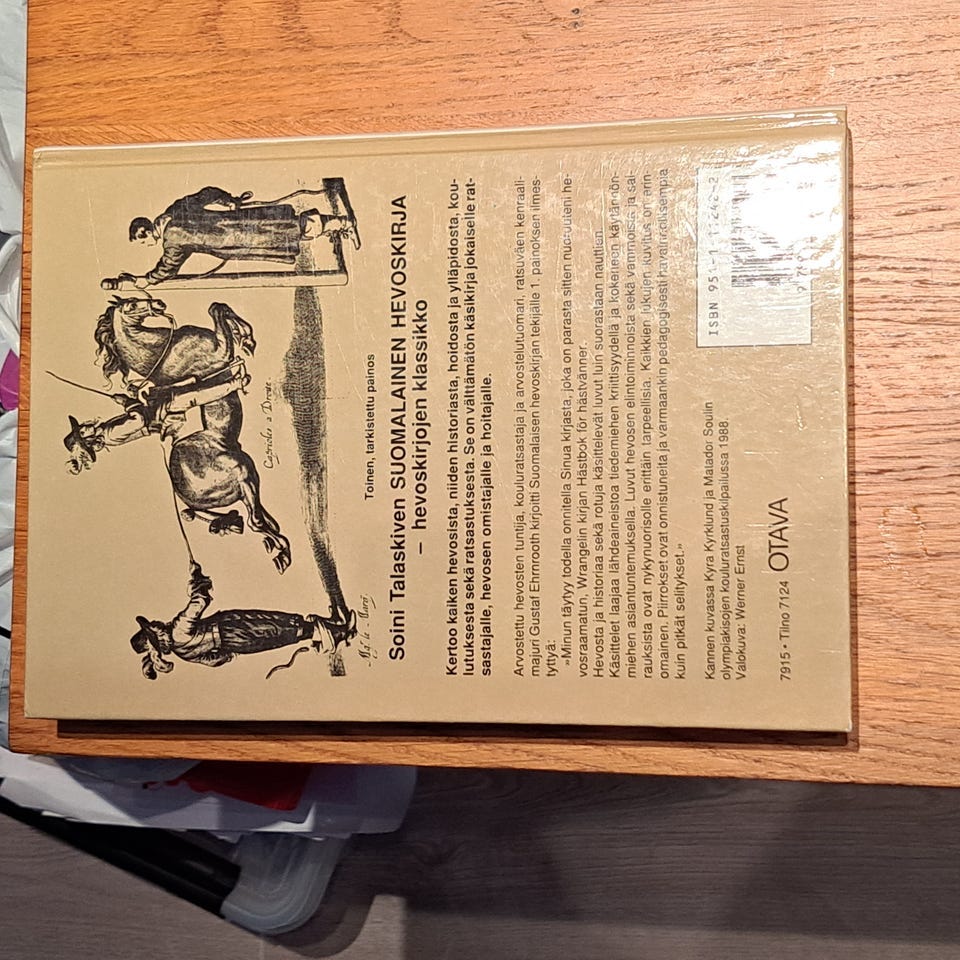 Capriolet a Droite.
Toinen, tarkistettu painos
Soini Talaskiven SUOMALAINEN HEVOSKIRJA
– hevoskirjojen klassikko
Kertoo kaiken hevosista, niiden historiasta, hoidosta ja ylläpidosta, kou-
lutuksesta sekä ratsastuksesta. Se on välttämätön käsikirja jokaiselle rat-
sastajalle, hevosen omistajalle ja hoitajalle.
Arvostettu hevosten tuntija, kouluratsastaja ja arvostelutuomari, ratsuväen kenraali-
majuri Gustaf Ehrnrooth kirjoitti Suomalaisen hevoskirjan tekijälle 1. painoksen ilmes-
tyttyä:
»Minun täytyy todella onnitella Sinua kirjasta, joka on parasta sitten nuoruuteni he-
vosraamatun, Wrangelin kirjan Hästbok för hästvänner.
Hevosta ja historiaa sekä rotuja käsittelevät luvut luin suorastaan nauttien.
Käsittelet laajaa lähdeaineistoa tiedemiehen kriittisyydellä ja kokeneen käytännön-
miehen asiantuntemuksella. Luvut hevosen elintoiminnoista sekä vammoista ja sai-
rauksista ovat nykynuorisolle erittäin tarpeellisia. Kaikkien lukujen kuvitus on erin-
omainen. Piirrokset ovat onnistuneita ja varmaankin pedagogisesti havainnollisempia
kuin pitkät selitykset.»
Kannen kuvassa Kyra Kyrklund ja Matador Soulin
olympiakisojen kouluratsastuskilpailussa 1988.
Valokuva: Werner Ernst
7915 • Tiino 7124 OTAVA
ISBN 951-1-11242-2